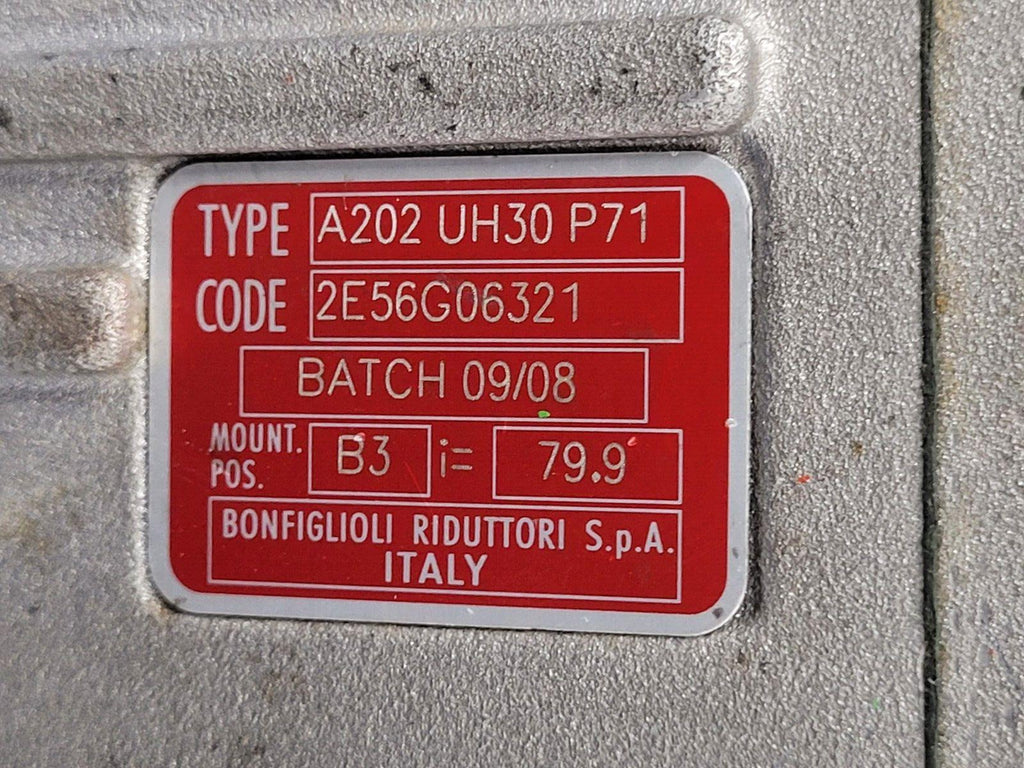 TYPE A202 UH30 P71
CODE 2E56G06321
BATCH 09/08
MOUNT. POS. B3 i= 79.9
BONFIGLIOLI RIDUTTORI S.p.A.
ITALY